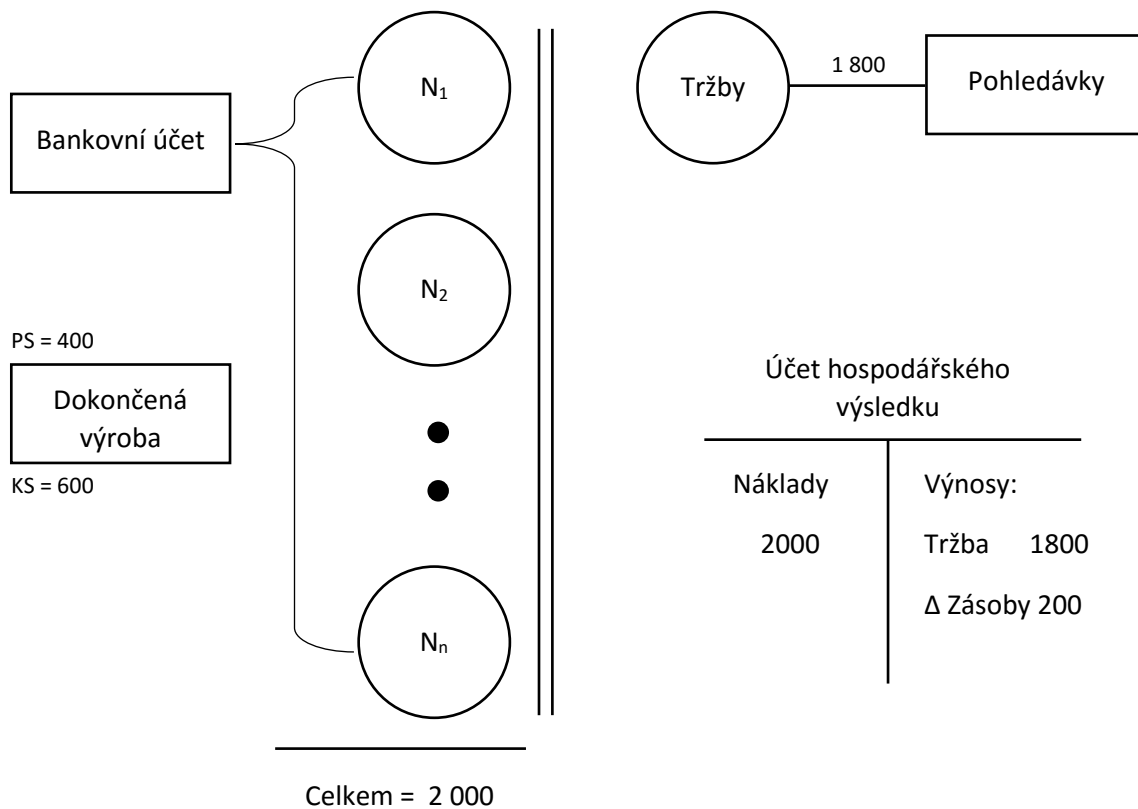 Bankovní účet
N1
N2
Nn
PS = 400
Dokončená
výroba
KS = 600
Celkem = 2 000
Tržby
1 800
Pohledávky
Účet hospodářského
výsledku
Náklady
2000
Výnosy:
Tržba 1800
Δ Zásoby 200